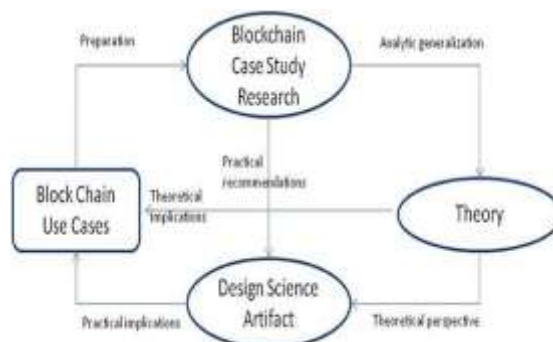 Preparation
Blockchain
Case Study
Research
Analytic generalization
Practical
recommendations
Block Chain
Use Cases
Theoretical
implications
Theory
Design Science
Artifact
Practical implications
Theoretical perspective